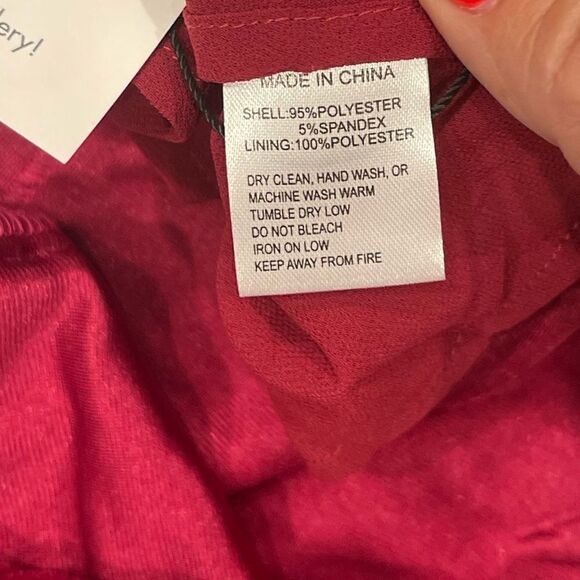 ery!
MADE IN CHINA
SHELL:95%POLYESTER
5%SPANDEX
LINING:100%POLYESTER
DRY CLEAN, HAND WASH, OR
MACHINE WASH WARM
TUMBLE DRY LOW
DO NOT BLEACH
IRON ON LOW
KEEP AWAY FROM FIRE